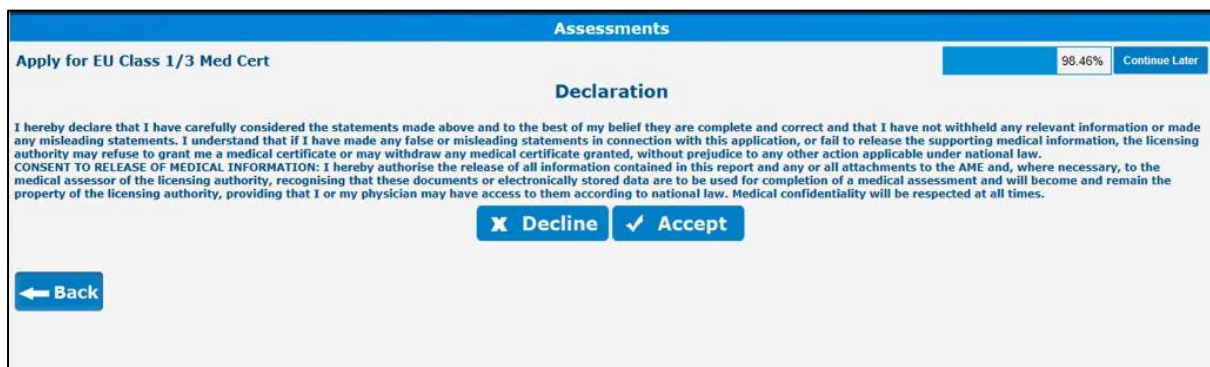 Assessments
Apply for EU Class 1/3 Med Cert
98.46%
Continue Later
Declaration
I hereby declare that I have carefully considered the statements made above and to the best of my belief they are complete and correct and that I have not withheld any relevant information or made
any misleading statements. I understand that if I have made any false or misleading statements in connection with this application, or fail to release the supporting medical information, the licensing
authority may refuse to grant me a medical certificate or may withdraw any medical certificate granted, without prejudice to any other action applicable under national law.
CONSENT TO RELEASE OF MEDICAL INFORMATION: I hereby authorise the release of all information contained in this report and any or all attachments to the AME and, where necessary, to the
medical assessor of the licensing authority, recognising that these documents or electronically stored data are to be used for completion of a medical assessment and will become and remain the
property of the licensing authority, providing that I or my physician may have access to them according to national law. Medical confidentiality will be respected at all times.
Decline
Accept
Back